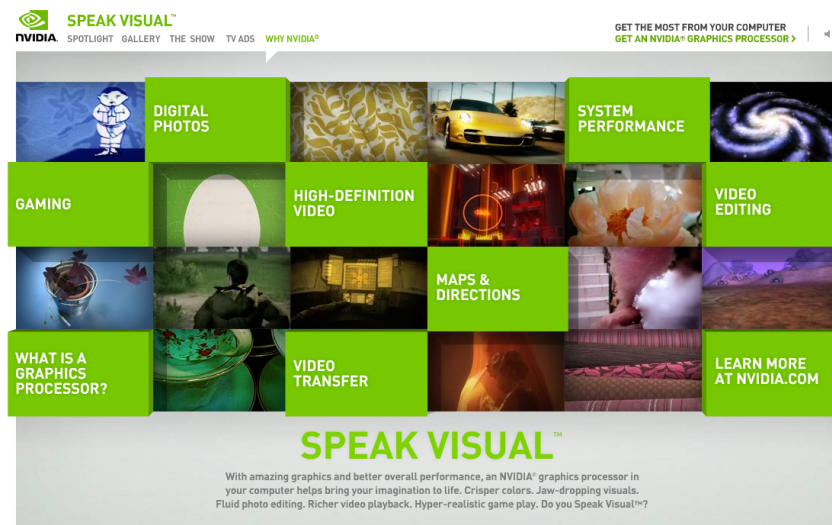 SPEAK VISUAL™
NVIDIA.
SPOTLIGHT GALLERY THE SHOW TV ADS WHY NVIDIA®
GET THE MOST FROM YOUR COMPUTER
GET AN NVIDIA® GRAPHICS PROCESSOR >
DIGITAL
PHOTOS
SYSTEM
PERFORMANCE
GAMING
HIGH-DEFINITION
VIDEO
VIDEO
EDITING
MAPS &
DIRECTIONS
WHAT IS A
GRAPHICS
PROCESSOR?
VIDEO
TRANSFER
LEARN MORE
AT NVIDIA.COM
SPEAK VISUAL™
With amazing graphics and better overall performance, an NVIDIA® graphics processor in
your computer helps bring your imagination to life. Crisper colors. Jaw-dropping visuals.
Fluid photo editing. Richer video playback. Hyper-realistic game play. Do you Speak Visual™?